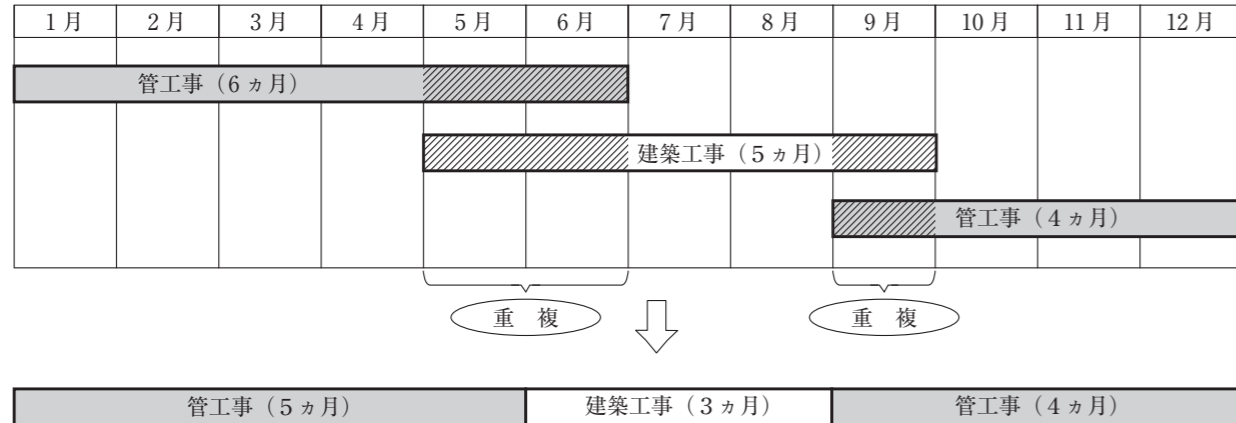 1月 2月 3月 4月 5月 6月 7月 8月 9月 10月 11月 12月
管工事（6ヵ月）
建築工事（5ヵ月）
管工事（4ヵ月）
重　複 重　複
管工事（5ヵ月） 建築工事（3ヵ月） 管工事（4ヵ月）